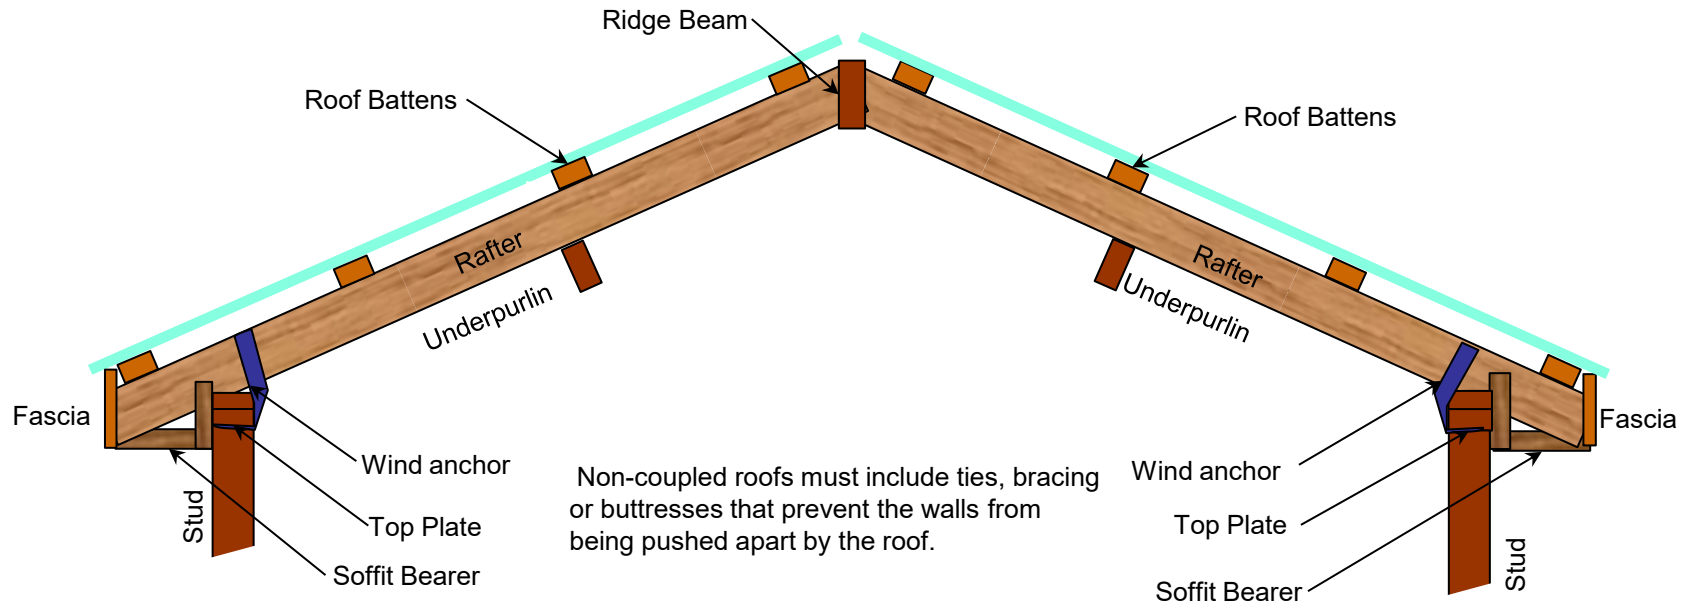 Ridge Beam
Roof Battens
Roof Battens
Rafter
Rafter
Underpurlin
Underpurlin
Fascia
Fascia
Wind anchor
Wind anchor
Non-coupled roofs must include ties, bracing
or buttresses that prevent the walls from
being pushed apart by the roof.
Stud
Top Plate
Top Plate
Stud
Soffit Bearer
Soffit Bearer